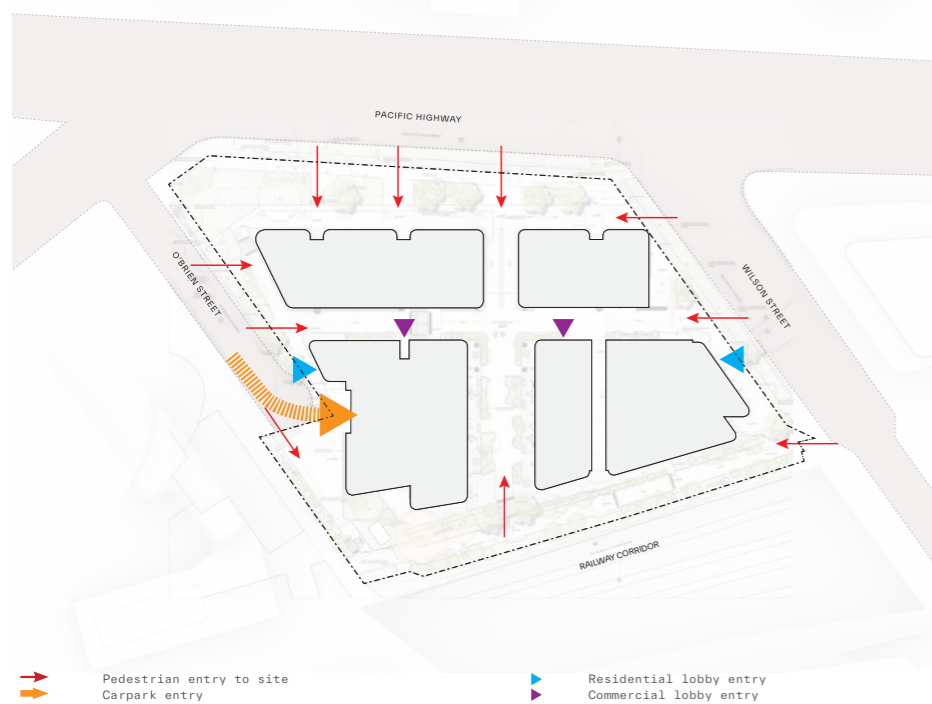 PACIFIC HIGHWAY
O'BRIEN STREET
WILSON STREET
RAILWAY CORRIDOR
Pedestrian entry to site
Carpark entry
Residential lobby entry
Commercial lobby entry